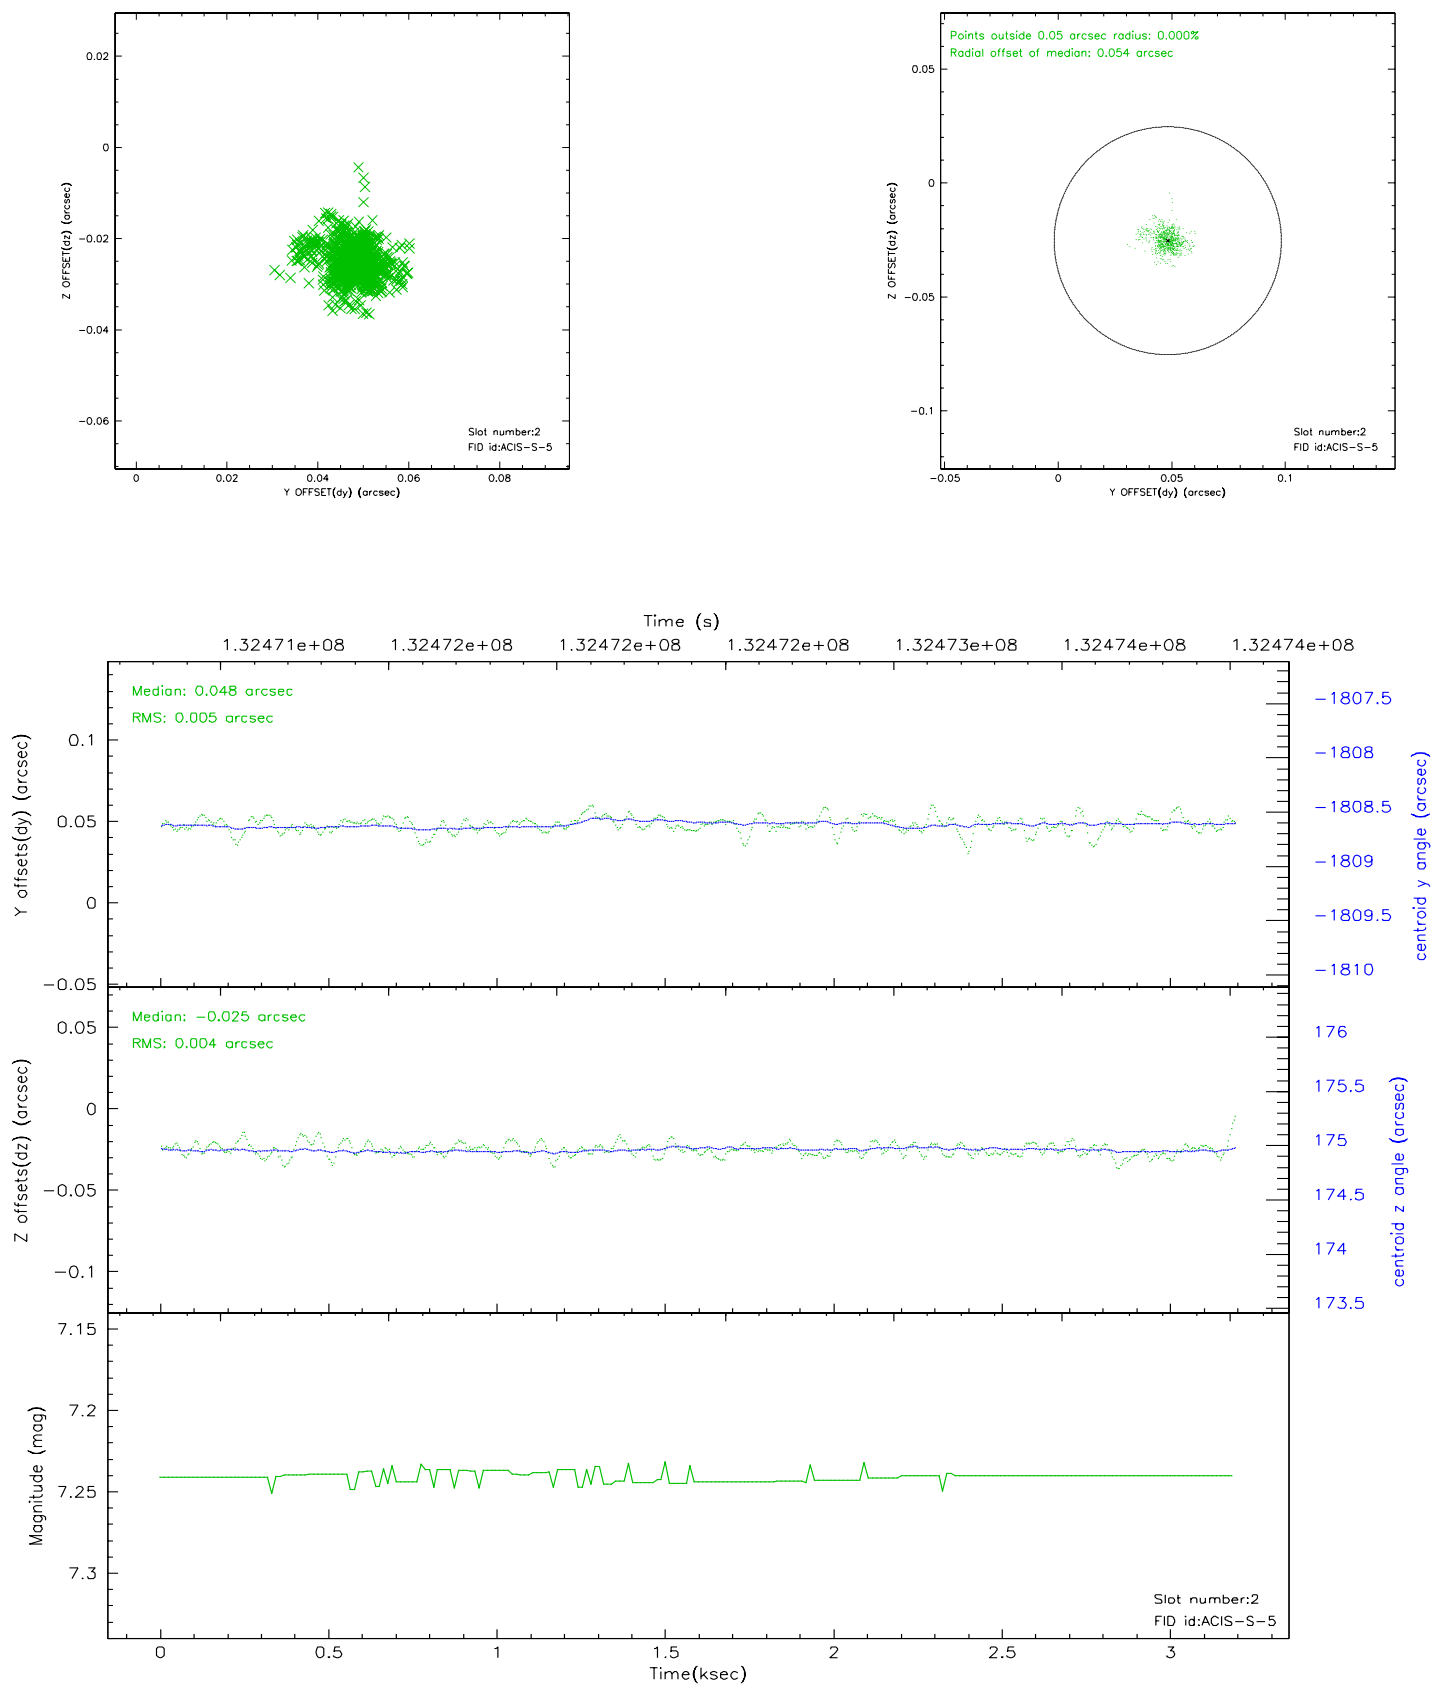 0.02
0
-0.02
-0.04
-0.06
Z OFFSET(dz) (arcsec)
Slot number:2
FID id:ACIS-S-5
0
0.02
0.04
0.06
0.08
Y OFFSET(dy) (arcsec)
Points outside 0.05 arcsec radius: 0.000%
Radial offset of median: 0.054 arcsec
0.05
0
-0.05
-0.1
Z OFFSET(dz) (arcsec)
Slot number:2
FID id:ACIS-S-5
-0.05
0
0.05
0.1
Y OFFSET(dy) (arcsec)
Time (s)
1.32471e+08
1.32472e+08
1.32472e+08
1.32472e+08
1.32473e+08
1.32474e+08
1.32474e+08
Median: 0.048 arcsec
RMS: 0.005 arcsec
0.1
0.05
0
-0.05
Y offsets(dy) (arcsec)
-1807.5
-1808
-1808.5
-1809
-1809.5
-1810
centroid y angle (arcsec)
Median: -0.025 arcsec
RMS: 0.004 arcsec
0.05
0
-0.05
-0.1
Z offsets(dz) (arcsec)
176
175.5
175
174.5
174
173.5
centroid z angle (arcsec)
7.15
7.2
7.25
7.3
Magnitude (mag)
Slot number:2
FID id:ACIS-S-5
0
0.5
1
1.5
2
2.5
3
Time(ksec)